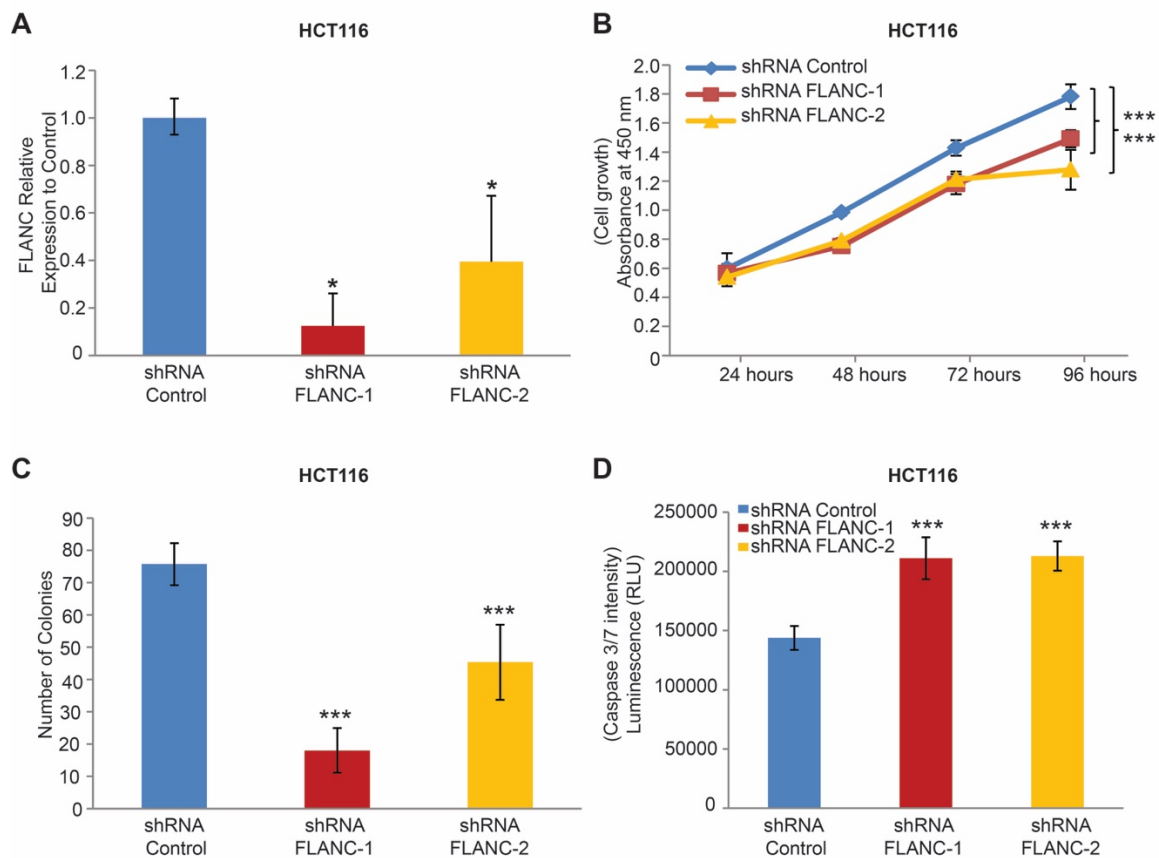 A
HCT116
FLANC Relative
Expression to Control
1.2
1.0
0.8
0.6
0.4
0.2
0
*
*
shRNA
Control
shRNA
FLANC-1
shRNA
FLANC-2
B
HCT116
(Cell growth)
Absorbance at 450 nm
2.0
1.8
1.6
1.4
1.2
1.0
0.8
0.6
0.4
0.2
0
shRNA Control
shRNA FLANC-1
shRNA FLANC-2
***
***
24 hours
48 hours
72 hours
96 hours
C
HCT116
Number of Colonies
90
80
70
60
50
40
30
20
10
0
***
***
shRNA
Control
shRNA
FLANC-1
shRNA
FLANC-2
D
HCT116
(Caspase 3/7 intensity)
Luminescence (RLU)
250000
200000
150000
100000
50000
0
shRNA Control
shRNA FLANC-1
shRNA FLANC-2
***
***
shRNA
Control
shRNA
FLANC-1
shRNA
FLANC-2